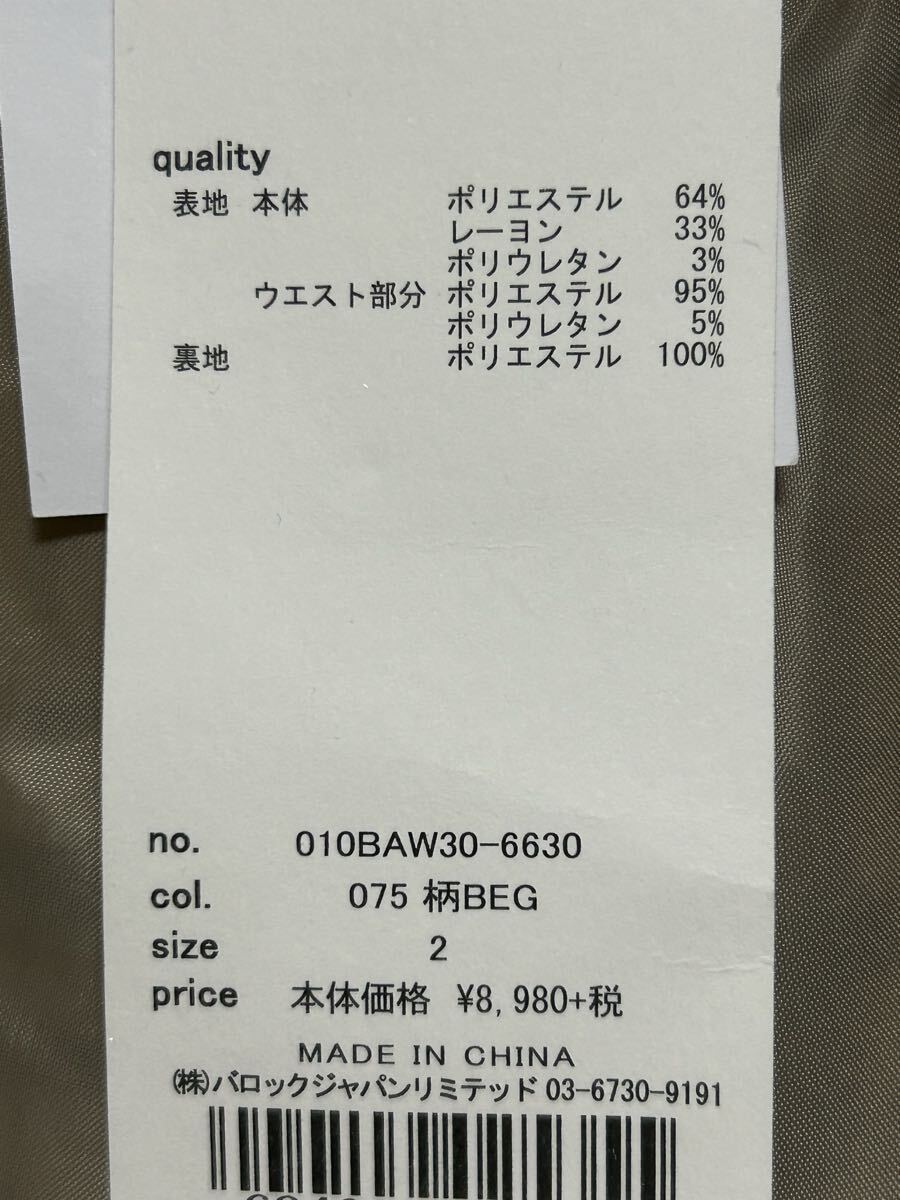 quality
表地 本体 ポリエステル 64%
レーヨン 33%
ポリウレタン 3%
ウエスト部分 ポリエステル 95%
ポリウレタン 5%
裏地 ポリエステル 100%
no. 010BAW30-6630
col. 075 柄BEG
size 2
price 本体価格 ¥8,980+税
MADE IN CHINA
㈱バロックジャパンリミテッド 03-6730-9191